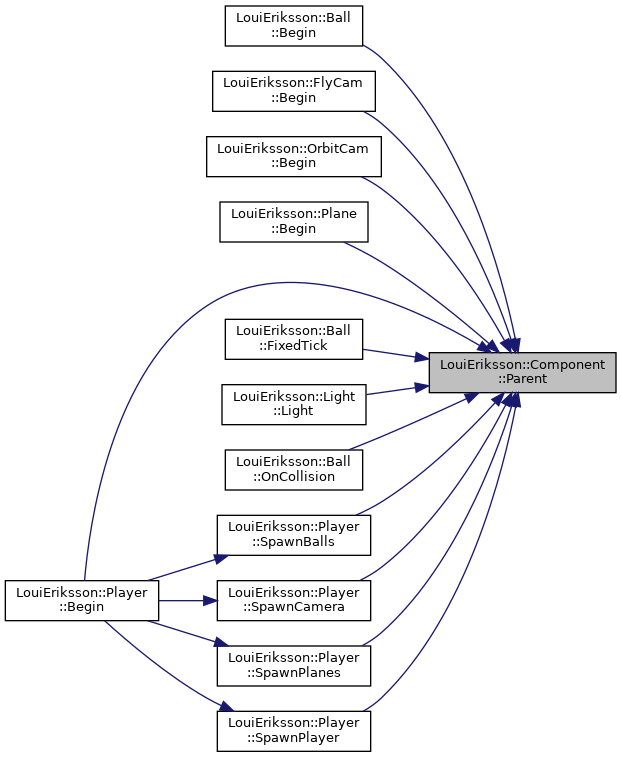 LouiEriksson::Ball
::Begin
LouiEriksson::FlyCam
::Begin
LouiEriksson::OrbitCam
::Begin
LouiEriksson::Plane
::Begin
LouiEriksson::Ball
::FixedTick
LouiEriksson::Component
::Parent
LouiEriksson::Light
::Light
LouiEriksson::Ball
::OnCollision
LouiEriksson::Player
::SpawnBalls
LouiEriksson::Player
::Begin
LouiEriksson::Player
::SpawnCamera
LouiEriksson::Player
::SpawnPlanes
LouiEriksson::Player
::SpawnPlayer